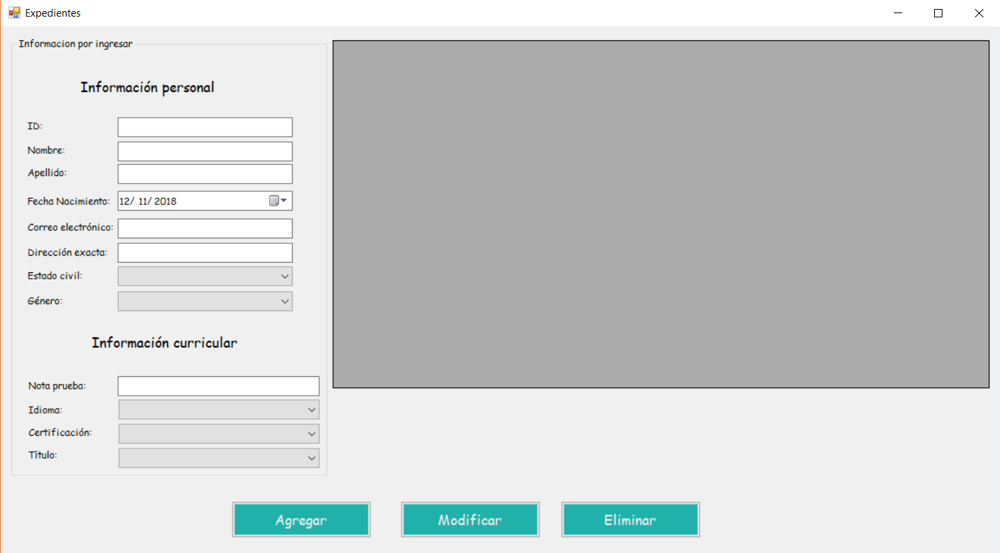 Expedientes
Informacion por ingresar
Información personal
ID:
Nombre:
Apellido:
Fecha Nacimiento: 12/ 11/ 2018
Correo electrónico:
Dirección exacta:
Estado civil:
Género:
Información curricular
Nota prueba:
Idioma:
Certificación:
Título:
Agregar Modificar Eliminar